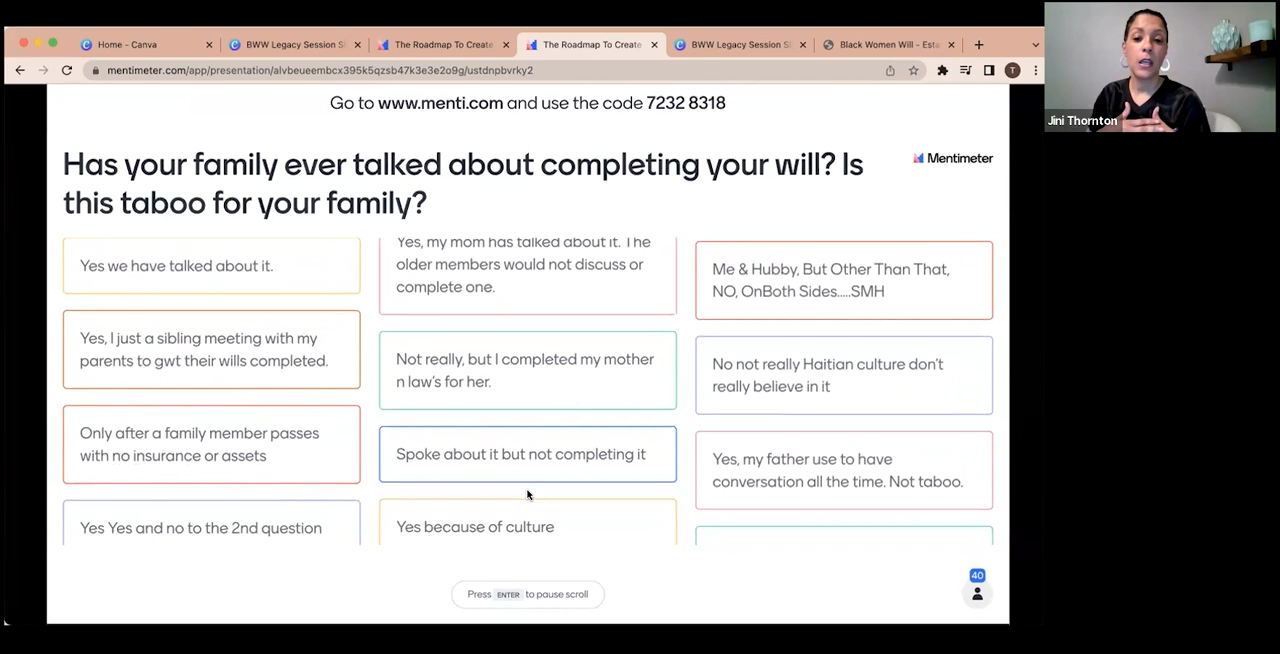 Home - Canva
BWW Legacy Session S
The Roadmap To Create
The Roadmap To Create
BWW Legacy Session S
Black Women Will - Esta
mentimeter.com/app/presentation/alvbeueembcx395k5qzsb47k3e3e2o9g/ustdnpbvrky2
T
Jini Thornton
Go to www.menti.com and use the code 7232 8318
Mentimeter
Has your family ever talked about completing your will? Is
this taboo for your family?
Yes we have talked about it.
Yes, I just a sibling meeting with my
parents to gwt their wills completed.
Only after a family member passes
with no insurance or assets
Yes Yes and no to the 2nd question
Yes, my mom has talked about it. The
older members would not discuss or
complete one.
Not really, but I completed my mother
n law's for her.
Spoke about it but not completing it
Yes because of culture
Me & Hubby, But Other Than That,
NO, OnBoth Sides.....SMH
No not really Haitian culture don't
really believe in it
Yes, my father use to have
conversation all the time. Not taboo.
Press ENTER to pause scroll
40